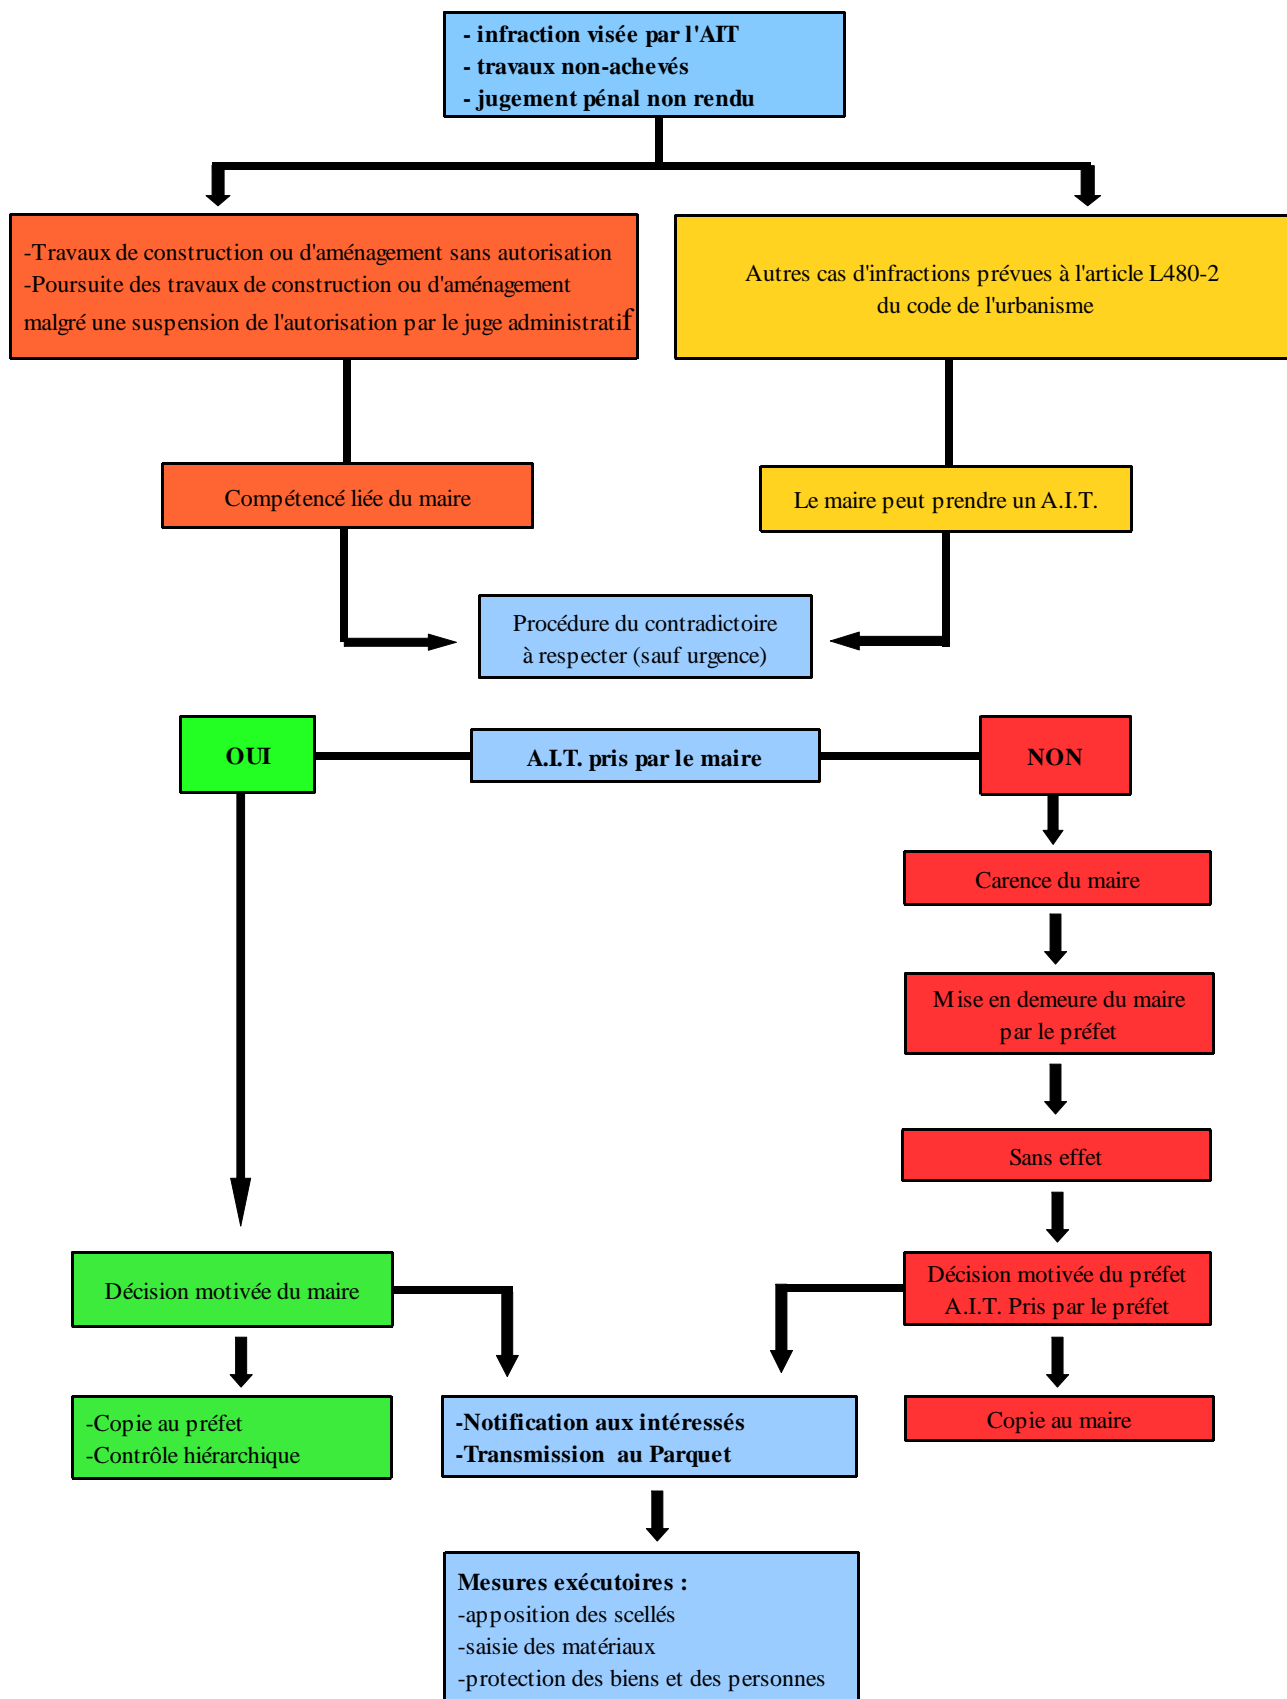 - infraction visée par l'AIT
- travaux non-achevés
- jugement pénal non rendu
-Travaux de construction ou d'aménagement sans autorisation
-Poursuite des travaux de construction ou d'aménagement
malgré une suspension de l'autorisation par le juge administratif
Autres cas d'infractions prévues à l'article L480-2
du code de l'urbanisme
Compétencé liée du maire
Le maire peut prendre un A.I.T.
Procédure du contradictoire
à respecter (sauf urgence)
OUI
A.I.T. pris par le maire
NON
Carence du maire
Mise en demeure du maire
par le préfet
Sans effet
Décision motivée du maire
Décision motivée du préfet
A.I.T. Pris par le préfet
-Copie au préfet
-Contrôle hiérarchique
-Notification aux intéressés
-Transmission au Parquet
Copie au maire
Mesures exécutoires :
-apposition des scellés
-saisie des matériaux
-protection des biens et des personnes